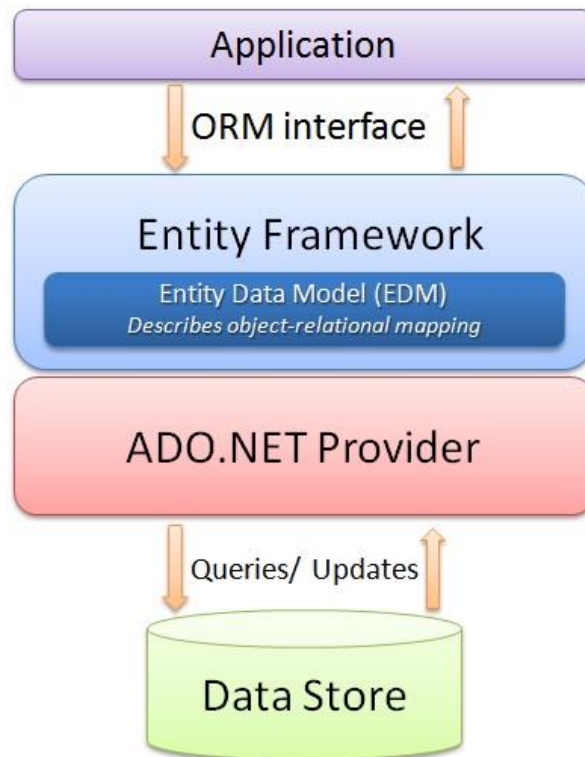 Application
ORM interface
Entity Framework
Entity Data Model (EDM)
Describes object-relational mapping
ADO.NET Provider
Queries/ Updates
Data Store